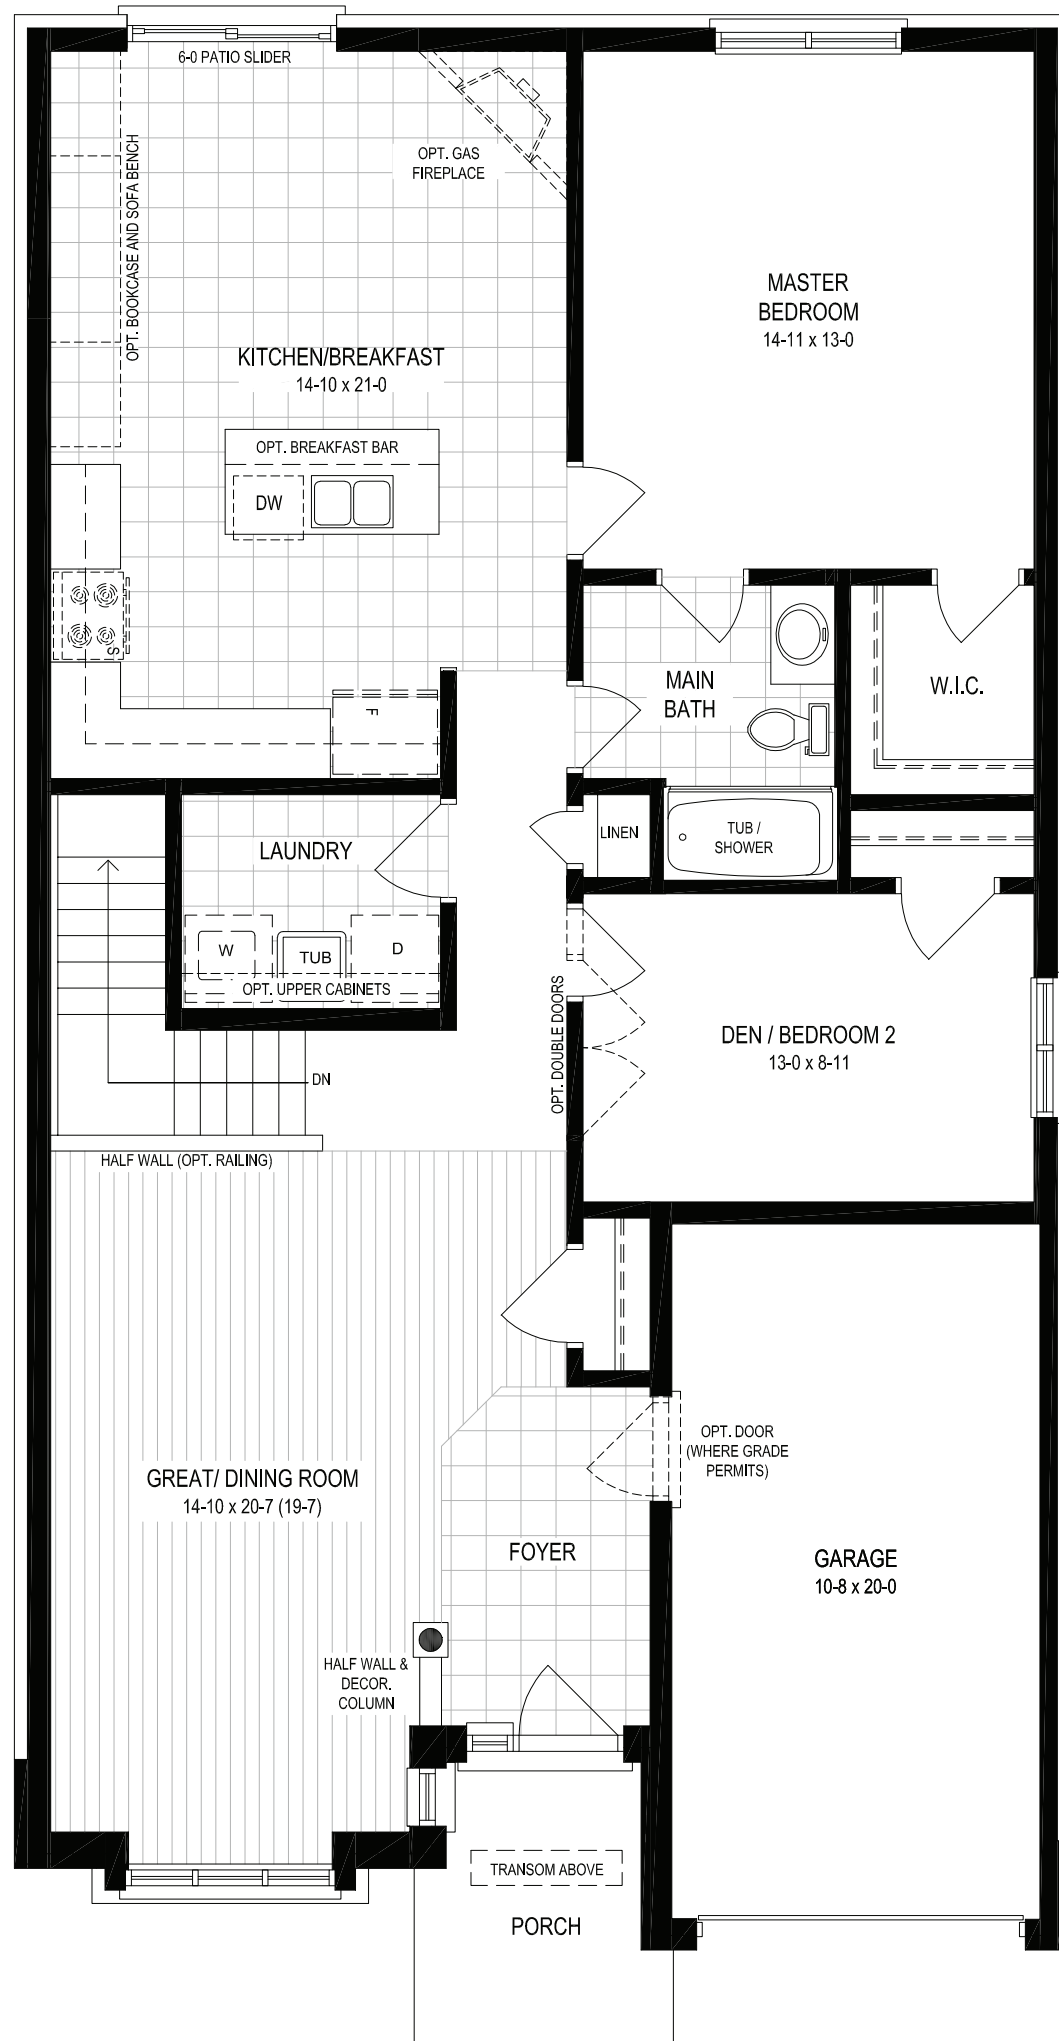 6-0 PATIO SLIDER
OPT. BOOKCASE AND SOFA BENCH
OPT. GAS
FIREPLACE
MASTER
BEDROOM
14-11 x 13-0
KITCHEN/BREAKFAST
14-10 x 21-0
OPT. BREAKFAST BAR
DW
S
F
MAIN
BATH
W.I.C.
LINEN
TUB /
SHOWER
LAUNDRY
W
TUB
D
OPT. UPPER CABINETS
OPT. DOUBLE DOORS
DEN / BEDROOM 2
13-0 x 8-11
DN
HALF WALL (OPT. RAILING)
OPT. DOOR
(WHERE GRADE
PERMITS)
GREAT/ DINING ROOM
14-10 x 20-7 (19-7)
FOYER
GARAGE
10-8 x 20-0
HALF WALL &
DECOR.
COLUMN
TRANSOM ABOVE
PORCH